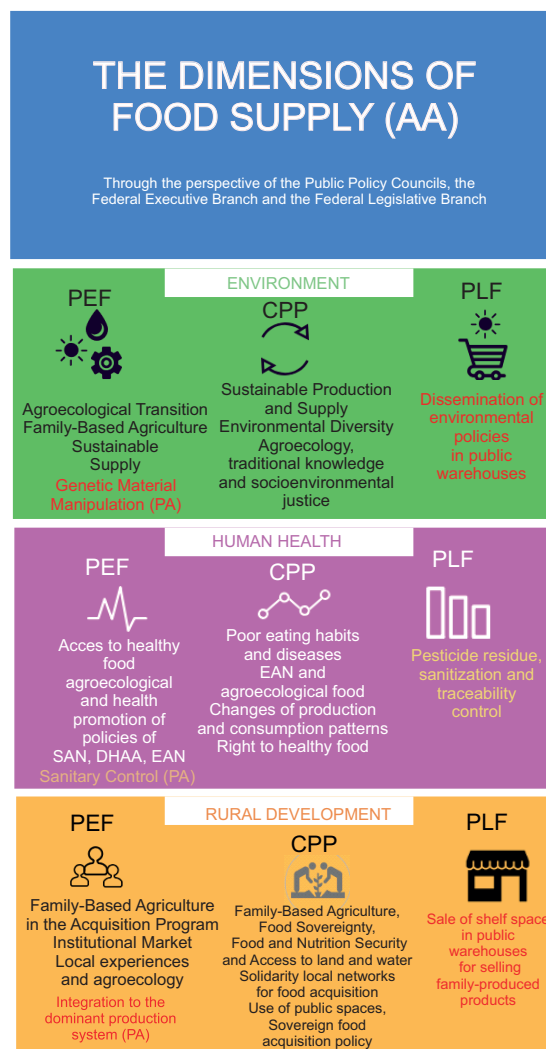 THE DIMENSIONS OF
FOOD SUPPLY (AA)
Through the perspective of the Public Policy Councils, the
Federal Executive Branch and the Federal Legislative Branch
ENVIRONMENT
PEF
Agroecological Transition
Family-Based Agriculture
Sustainable
Supply
Genetic Material
Manipulation (PA)
CPP
Sustainable Production
and Supply
Environmental Diversity
Agroecology,
traditional knowledge
and socioenvironmental
justice
PLF
Dissemination of
environmental
policies
in public
warehouses
HUMAN HEALTH
PEF
Acces to healthy
food
agroecological
and health
promotion of
policies of
SAN, DHAA, EAN
Sanitary Control (PA)
CPP
Poor eating habits
and diseases
EAN and
agroecological food
Changes of production
and consumption patterns
Right to healthy food
PLF
Pesticide residue,
sanitization and
traceability
control
RURAL DEVELOPMENT
PEF
Family-Based Agriculture
in the Acquisition Program
Institutional Market
Local experiences
and agroecology
Integration to the
dominant production
system (PA)
CPP
Family-Based Agriculture,
Food Sovereignty,
Food and Nutrition Security
and Access to land and water
Solidarity local networks
for food acquisition
Use of public spaces,
Sovereign food
acquisition policy
PLF
Sale of shelf space
in public
warehouses
for selling
family-produced
products